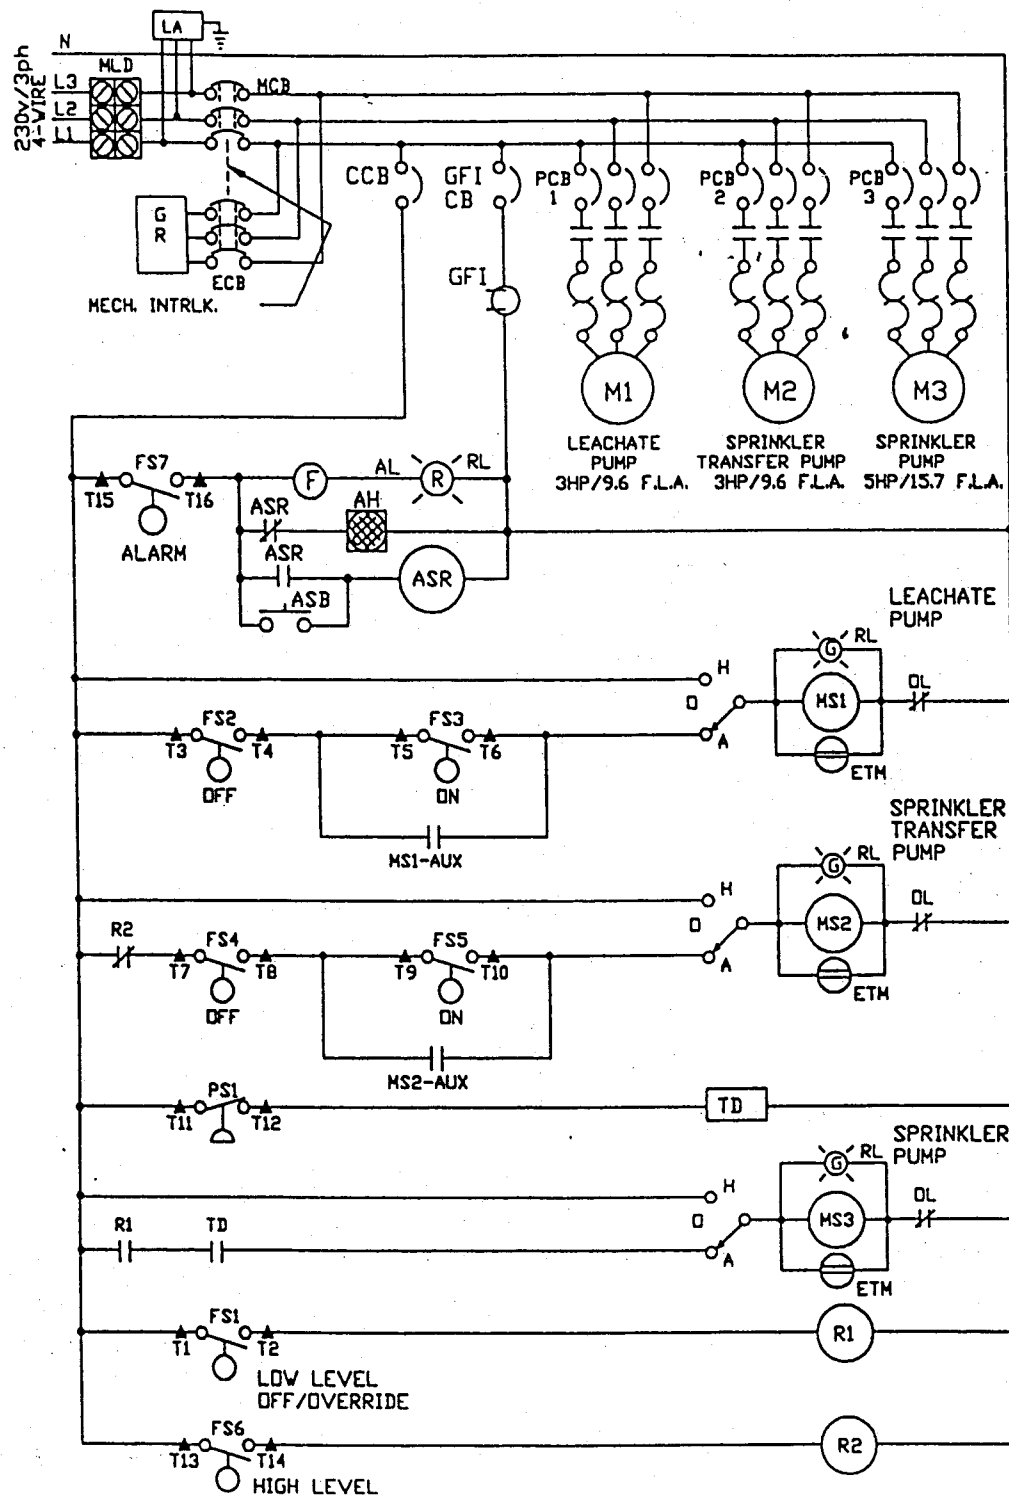 LA
N
MLD
230v/3ph
4-WIRE
L3
L2
L1
MCB
CCB
GFI
CB
PCB
1
PCB
2
PCB
3
G
R
ECB
MECH. INTRLK.
GFI
M1
M2
M3
LEACHATE
PUMP
3HP/9.6 F.L.A.
SPRINKLER
TRANSFER PUMP
3HP/9.6 F.L.A.
SPRINKLER
PUMP
5HP/15.7 F.L.A.
FS7
T15
T16
ALARM
F
AL
R
RL
ASR
AH
ASR
ASR
ASB
LEACHATE
PUMP
H
O
A
G
RL
MS1
OL
ETM
FS2
T3
T4
OFF
FS3
T5
T6
ON
MS1-AUX
SPRINKLER
TRANSFER
PUMP
H
O
A
G
RL
MS2
OL
ETM
R2
FS4
T7
T8
OFF
FS5
T9
T10
ON
MS2-AUX
PS1
T11
T12
TD
SPRINKLER
PUMP
H
O
A
G
RL
MS3
OL
ETM
R1
TD
FS1
T1
T2
LOW LEVEL
OFF/OVERRIDE
R1
FS6
T13
T14
HIGH LEVEL
R2